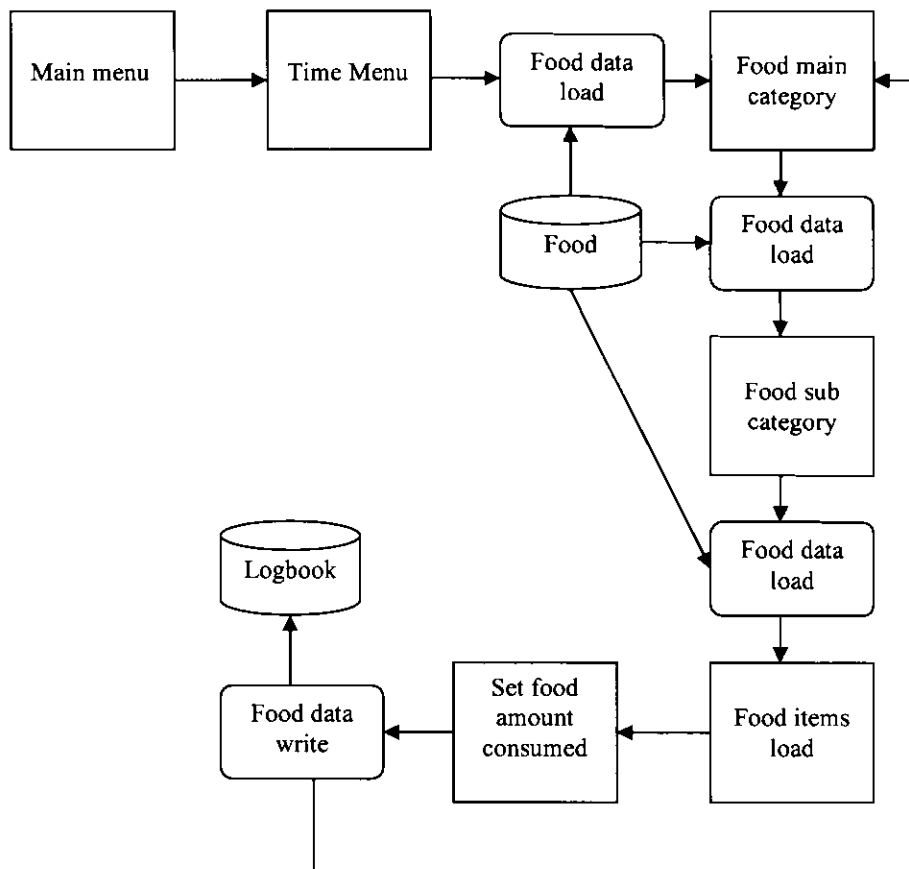 Main menu
Time Menu
Food data
load
Food main
category
Food
Food data
load
Food sub
category
Logbook
Food data
load
Food data
write
Set food
amount
consumed
Food items
load